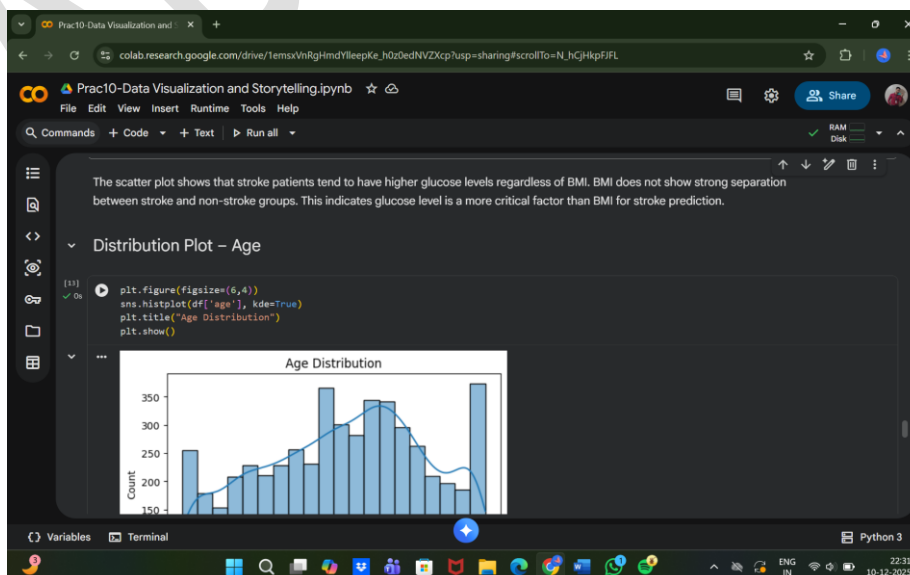 Prac10-Data Visualization and S
colab.research.google.com/drive/1emsxVnRgHmdYlleepKe_h0z0edNVZXcp?usp=sharing#scrollTo=N_hCjHkpFJFL
Prac10-Data Visualization and Storytelling.ipynb
File Edit View Insert Runtime Tools Help
Share
Commands + Code + Text Run all
RAM
Disk
The scatter plot shows that stroke patients tend to have higher glucose levels regardless of BMI. BMI does not show strong separation
between stroke and non-stroke groups. This indicates glucose level is a more critical factor than BMI for stroke prediction.
Distribution Plot – Age
[13]
0s
plt.figure(figsize=(6,4))
sns.histplot(df['age'], kde=True)
plt.title("Age Distribution")
plt.show()
Age Distribution
350
300
250
200
150
Count
{} Variables Terminal
Python 3
3
ENG
IN
22:31
10-12-2025